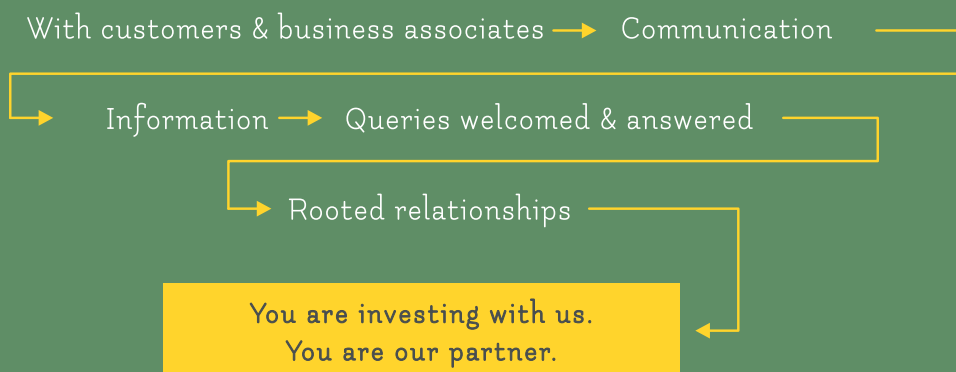 With customers & business associates Communication
Information Queries welcomed & answered
Rooted relationships
You are investing with us.
You are our partner.